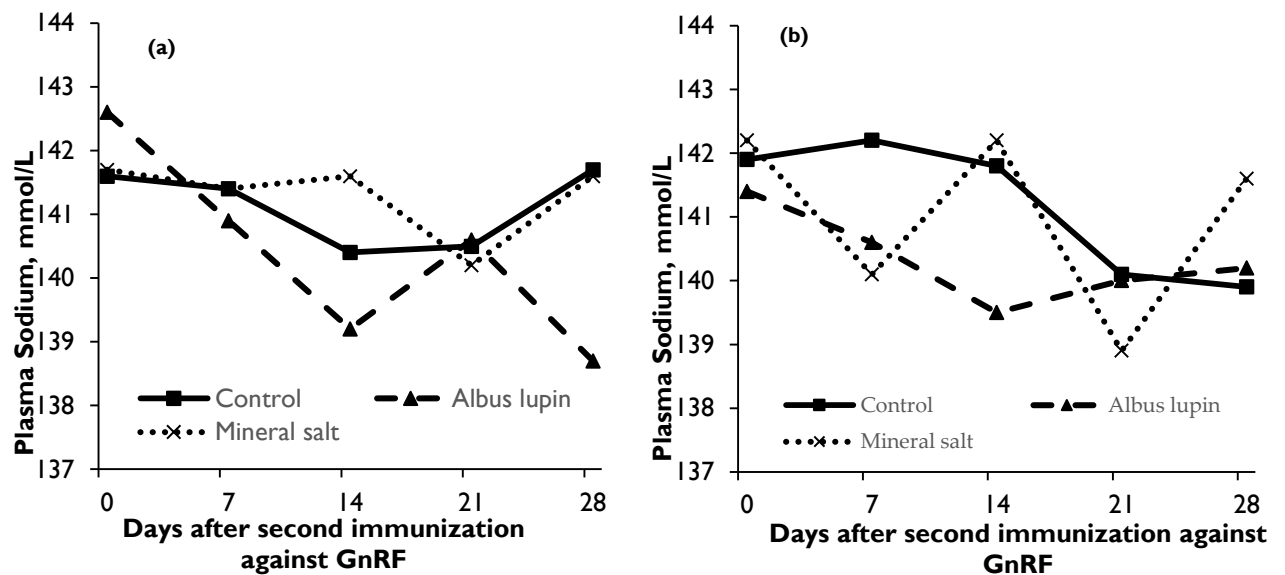 (a)
Plasma Sodium, mmol/L
144
143
142
141
140
139
138
137
Control
Albus lupin
Mineral salt
0 7 14 21 28
Days after second immunization
against GnRF
(b)
Plasma Sodium, mmol/L
144
143
142
141
140
139
138
137
Control
Albus lupin
Mineral salt
0 7 14 21 28
Days after second immunization against
GnRF